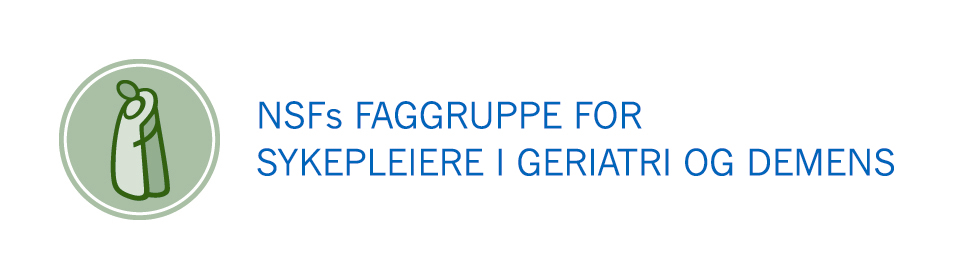 NSFs FAGGRUPPE FOR
SYKEPLEIERE I GERIATRI OG DEMENS